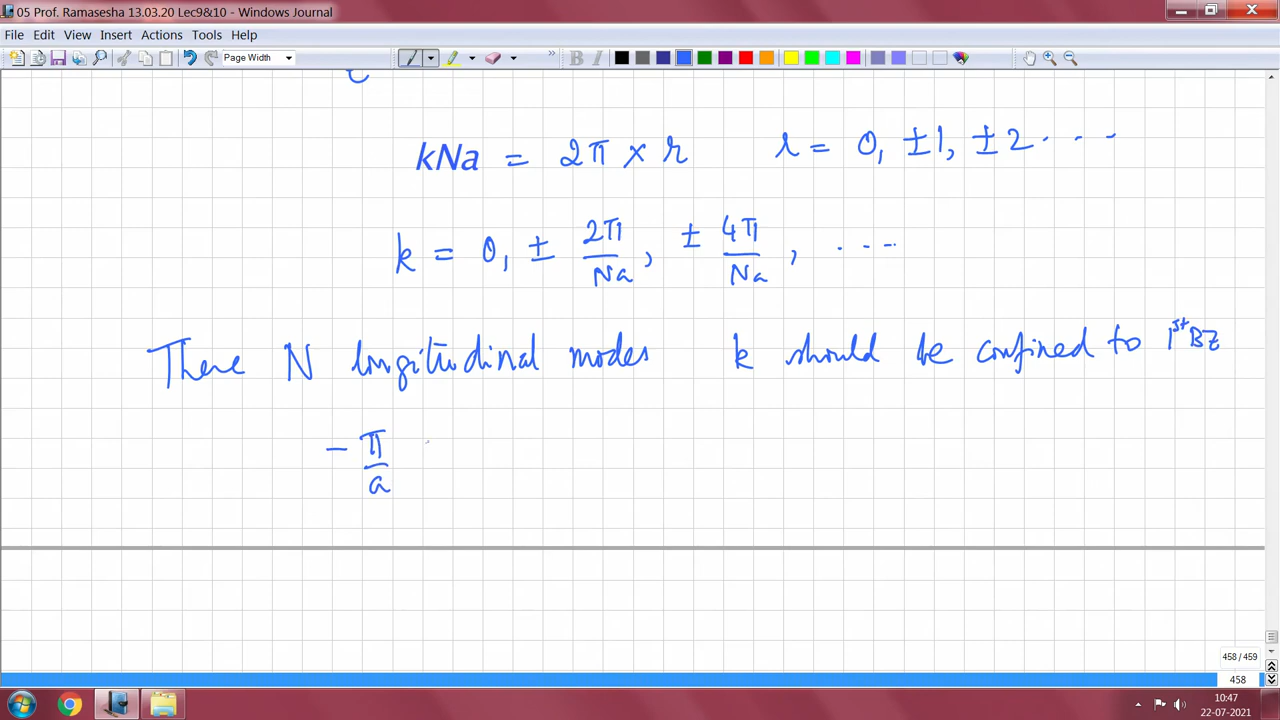 05 Prof. Ramasesha 13.03.20 Lec9&10 - Windows Journal
File Edit View Insert Actions Tools Help
Page Width
kNa = 2π × r r = 0, ±1, ±2 - - -
k = 0, ± 2π/Na, ± 4π/Na, - - - -
There N longitudinal modes k should be confined to 1st BZ
- π/a
458 / 459
458
10:47
22-07-2021